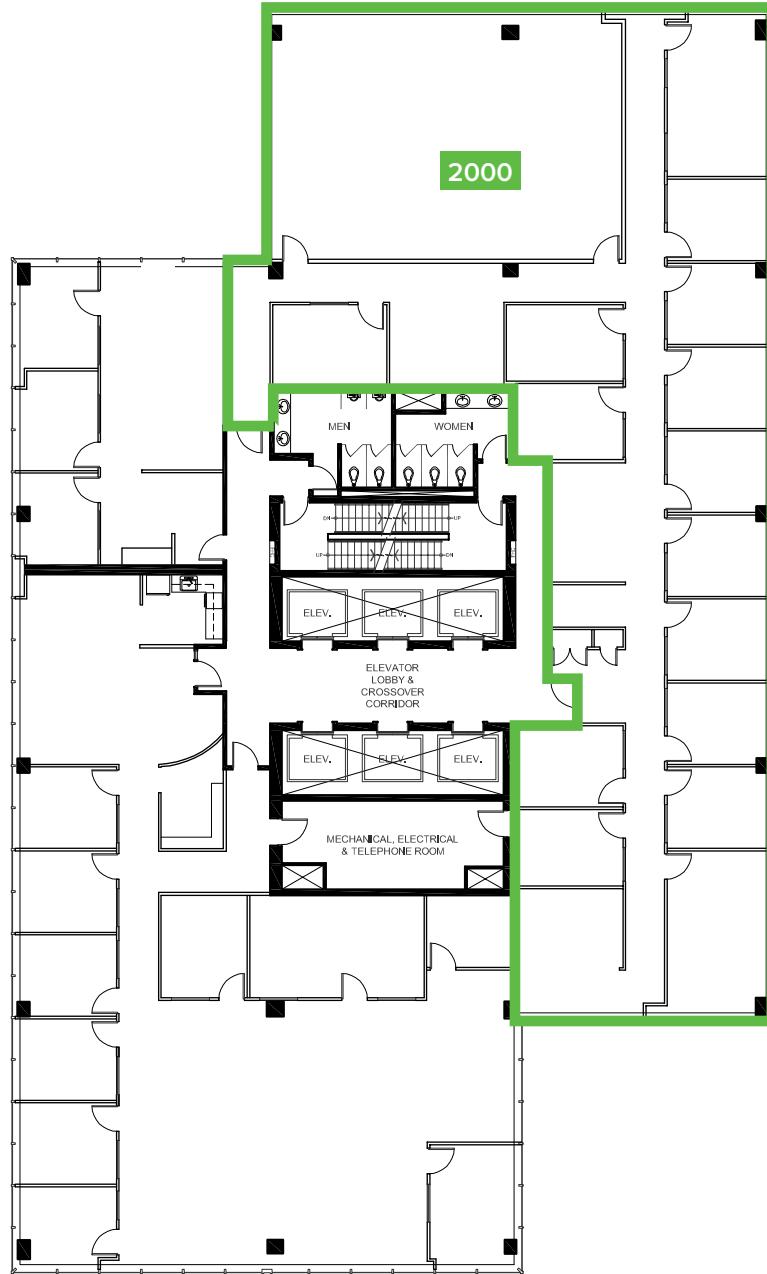 2000
MEN
WOMEN
DN
UP
UP
DN
ELEV.
ELEV.
ELEV.
ELEVATOR
LOBBY &
CROSSOVER
CORRIDOR
ELEV.
ELEV.
ELEV.
MECHANICAL, ELECTRICAL
& TELEPHONE ROOM